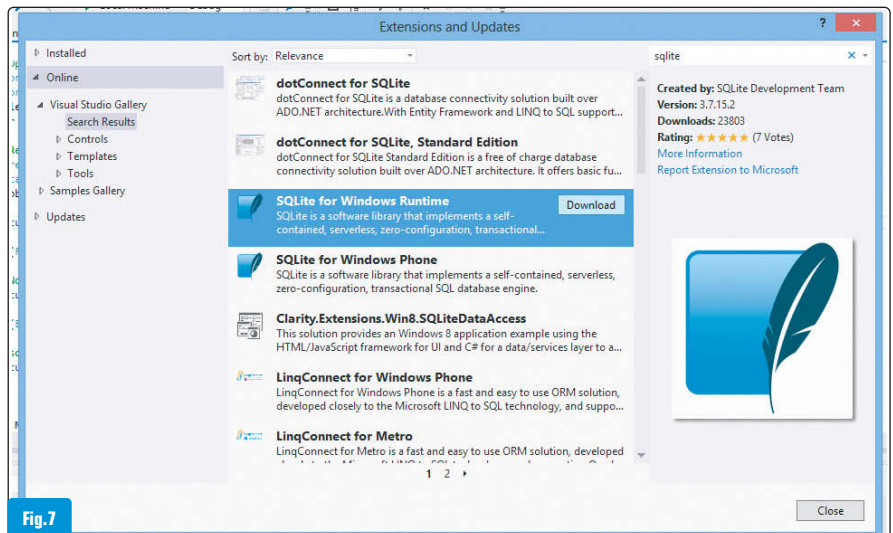 Extensions and Updates
?
Installed
Online
Visual Studio Gallery
Search Results
Controls
Templates
Tools
Samples Gallery
Updates
Sort by: Relevance
dotConnect for SQLite
dotConnect for SQLite is a database connectivity solution built over
ADO.NET architecture.With Entity Framework and LINQ to SQL support...
dotConnect for SQLite, Standard Edition
dotConnect for SQLite Standard Edition is a free of charge database
connectivity solution built over ADO.NET architecture. It offers basic fu...
SQLite for Windows Runtime
Download
SQLite is a software library that implements a self-
contained, serverless, zero-configuration, transactional...
SQLite for Windows Phone
SQLite is a software library that implements a self-contained, serverless,
zero-configuration, transactional SQL database engine.
Clarity.Extensions.Win8.SQLiteDataAccess
This solution provides an Windows 8 application example using the
HTML/JavaScript framework for UI and C# for a data/services layer to a...
LinqConnect for Windows Phone
LinqConnect for Windows Phone is a fast and easy to use ORM solution,
developed closely to the Microsoft LINQ to SQL technology, and suppo...
LinqConnect for Metro
LinqConnect for Metro is a fast and easy to use ORM solution, developed
1 2
sqlite
Created by: SQLite Development Team
Version: 3.7.15.2
Downloads: 23803
Rating: ★★★★★ (7 Votes)
More Information
Report Extension to Microsoft
Close
Fig.7